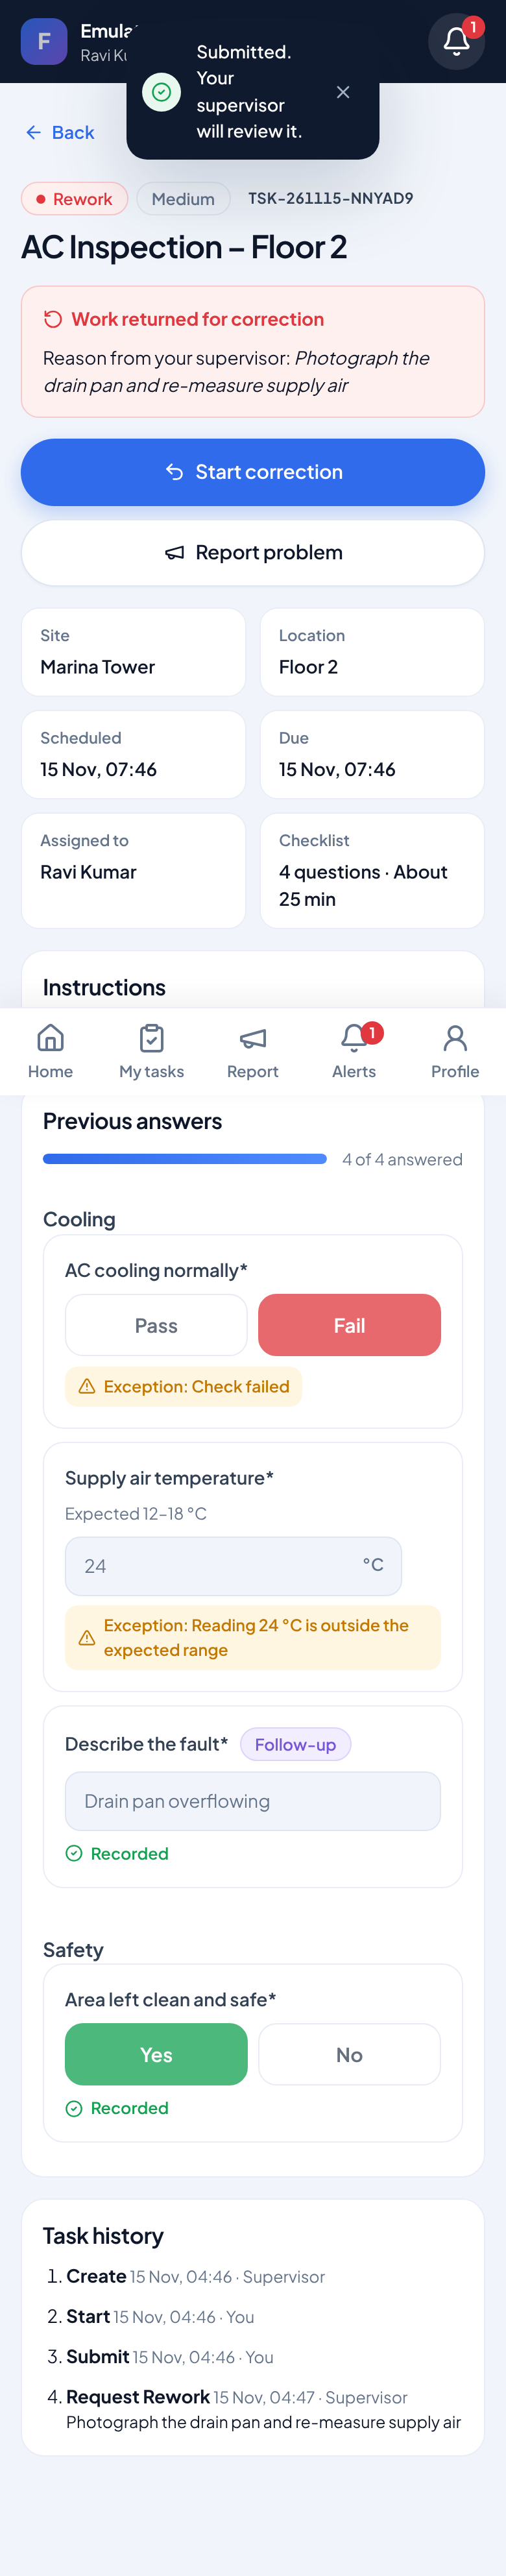 F
Ravi
1
Submitted.
Your
supervisor
will review it.
Back
Rework
Medium
TSK-261115-NNYAD9
AC Inspection – Floor 2
Work returned for correction
Reason from your supervisor: Photograph the
drain pan and re-measure supply air
Start correction
Report problem
Site
Marina Tower
Location
Floor 2
Scheduled
15 Nov, 07:46
Due
15 Nov, 07:46
Assigned to
Ravi Kumar
Checklist
4 questions · About
25 min
Instructions
Home
My tasks
Report
1
Alerts
Profile
Previous answers
4 of 4 answered
Cooling
AC cooling normally*
Pass
Fail
Exception: Check failed
Supply air temperature*
Expected 12–18 °C
24
°C
Exception: Reading 24 °C is outside the
expected range
Describe the fault*
Follow-up
Drain pan overflowing
Recorded
Safety
Area left clean and safe*
Yes
No
Recorded
Task history
1. Create 15 Nov, 04:46 · Supervisor
2. Start 15 Nov, 04:46 · You
3. Submit 15 Nov, 04:46 · You
4. Request Rework 15 Nov, 04:47 · Supervisor
Photograph the drain pan and re-measure supply air